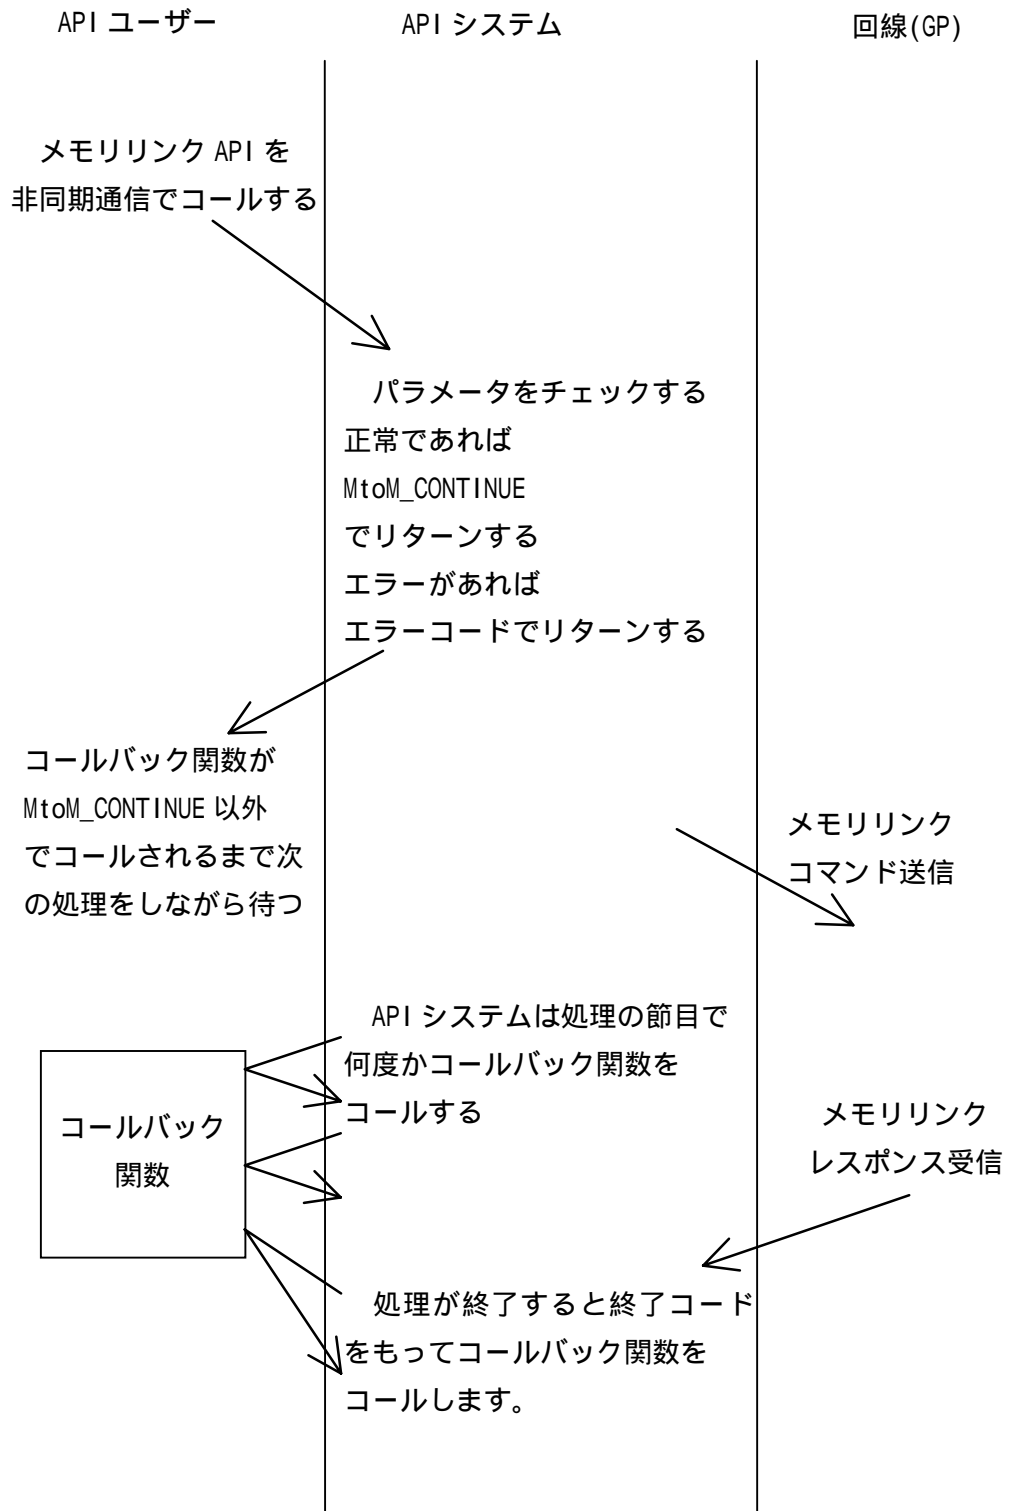 API ユーザー
API システム
回線(GP)
メモリリンク API を
非同期通信でコールする
パラメータをチェックする
正常であれば
MtoM_CONTINUE
でリターンする
エラーがあれば
エラーコードでリターンする
コールバック関数が
MtoM_CONTINUE 以外
でコールされるまで次
の処理をしながら待つ
メモリリンク
コマンド送信
API システムは処理の節目で
何度かコールバック関数を
コールする
コールバック
関数
メモリリンク
レスポンス受信
処理が終了すると終了コード
をもってコールバック関数を
コールします。